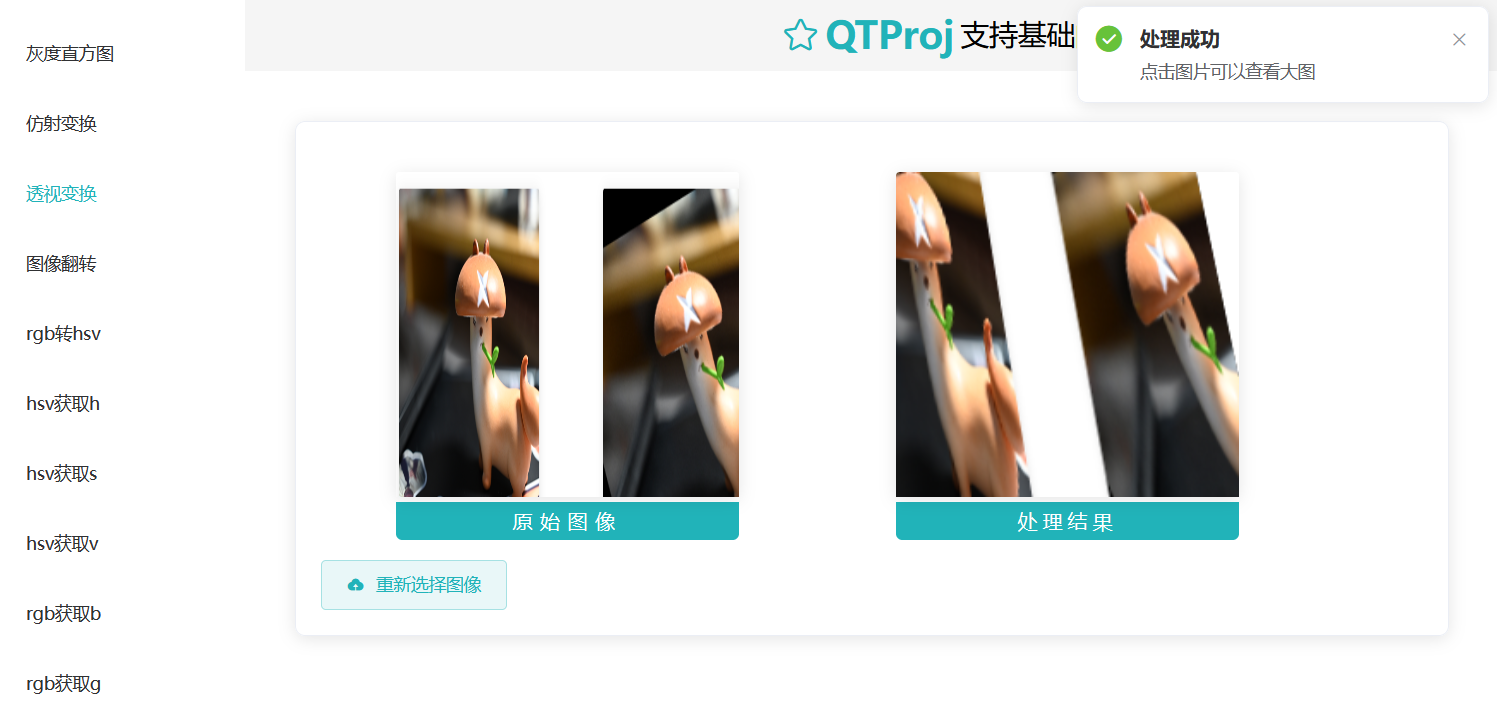 灰度直方图
仿射变换
透视变换
图像翻转
rgb转hsv
hsv获取h
hsv获取s
hsv获取v
rgb获取b
rgb获取g
QTProj 支持基础
处理成功
点击图片可以查看大图
原始图像
处理结果
重新选择图像